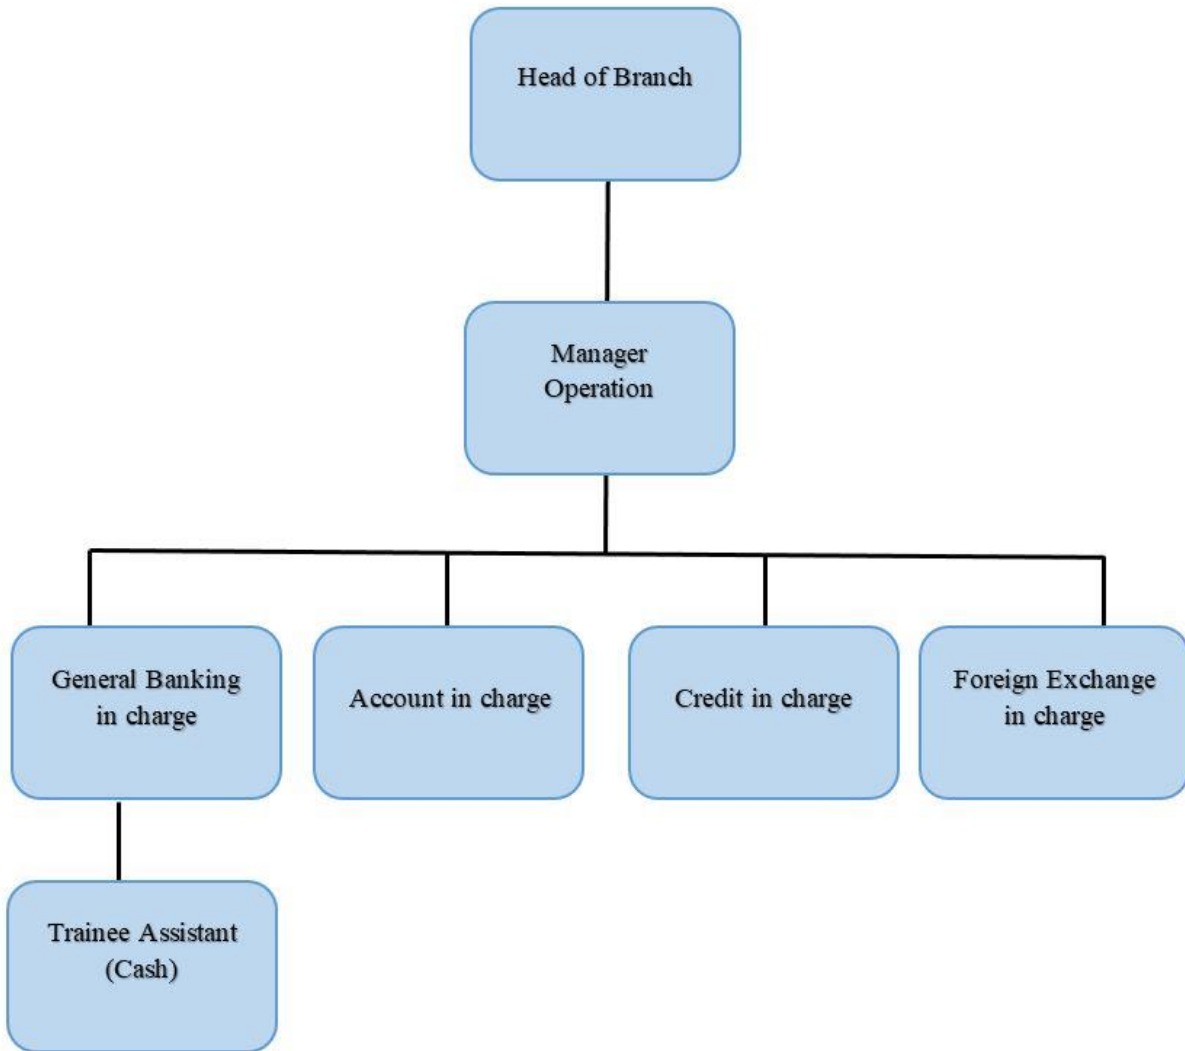 Head of Branch
Manager
Operation
General Banking
in charge
Account in charge
Credit in charge
Foreign Exchange
in charge
Trainee Assistant
(Cash)